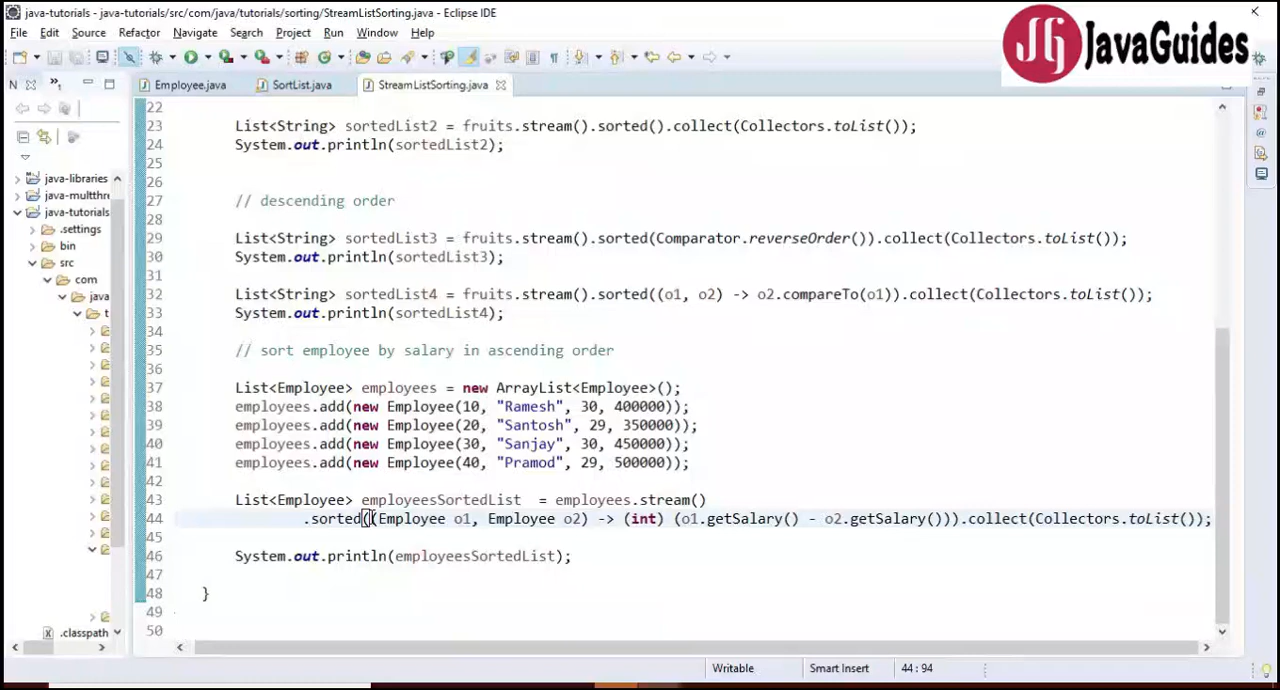 java-tutorials - java-tutorials/src/com/java/tutorials/sorting/StreamListSorting.java - Eclipse IDE
JavaGuides
File Edit Source Refactor Navigate Search Project Run Window Help
N
Employee.java SortList.java StreamListSorting.java
22
23 List<String> sortedList2 = fruits.stream().sorted().collect(Collectors.toList());
24 System.out.println(sortedList2);
25
26
27 // descending order
28
29 List<String> sortedList3 = fruits.stream().sorted(Comparator.reverseOrder()).collect(Collectors.toList());
30 System.out.println(sortedList3);
31
32 List<String> sortedList4 = fruits.stream().sorted((o1, o2) -> o2.compareTo(o1)).collect(Collectors.toList());
33 System.out.println(sortedList4);
34
35 // sort employee by salary in ascending order
36
37 List<Employee> employees = new ArrayList<Employee>();
38 employees.add(new Employee(10, "Ramesh", 30, 400000));
39 employees.add(new Employee(20, "Santosh", 29, 350000));
40 employees.add(new Employee(30, "Sanjay", 30, 450000));
41 employees.add(new Employee(40, "Pramod", 29, 500000));
42
43 List<Employee> employeesSortedList = employees.stream()
44 .sorted((Employee o1, Employee o2) -> (int) (o1.getSalary() - o2.getSalary())).collect(Collectors.toList());
45
46 System.out.println(employeesSortedList);
47
48 }
49
50
java-libraries
java-multthre
java-tutorials
.settings
bin
src
com
java
t
.classpath
Writable Smart Insert 44 : 94